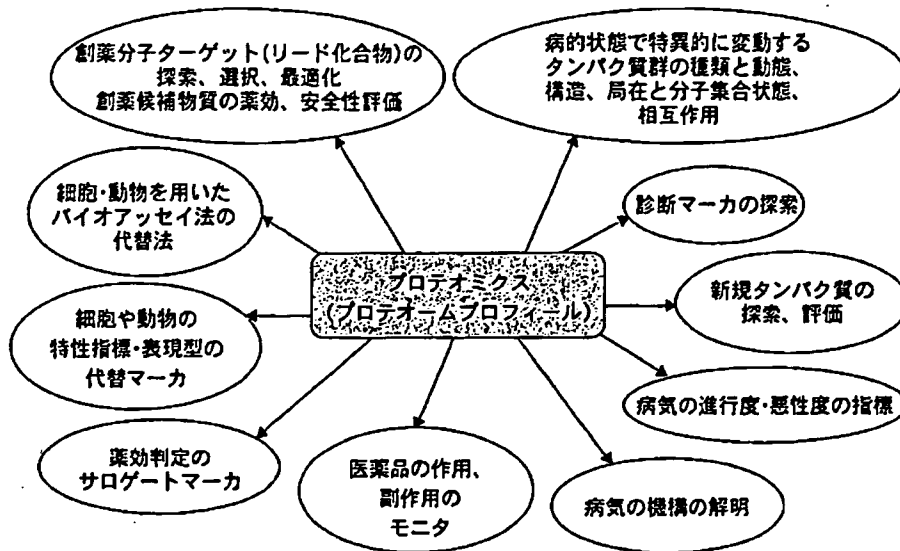 創薬分子ターゲット(リード化合物)の
探索、選択、最適化
創薬候補物質の薬効、安全性評価
病的状態で特異的に変動する
タンパク質群の種類と動態、
構造、局在と分子集合状態、
相互作用
細胞・動物を用いた
バイオアッセイ法の
代替法
診断マーカの探索
プロテオミクス
(プロテオームプロフィール)
新規タンパク質の
探索、評価
細胞や動物の
特性指標・表現型の
代替マーカ
病気の進行度・悪性度の指標
薬効判定の
サロゲートマーカ
医薬品の作用、
副作用の
モニタ
病気の機構の解明